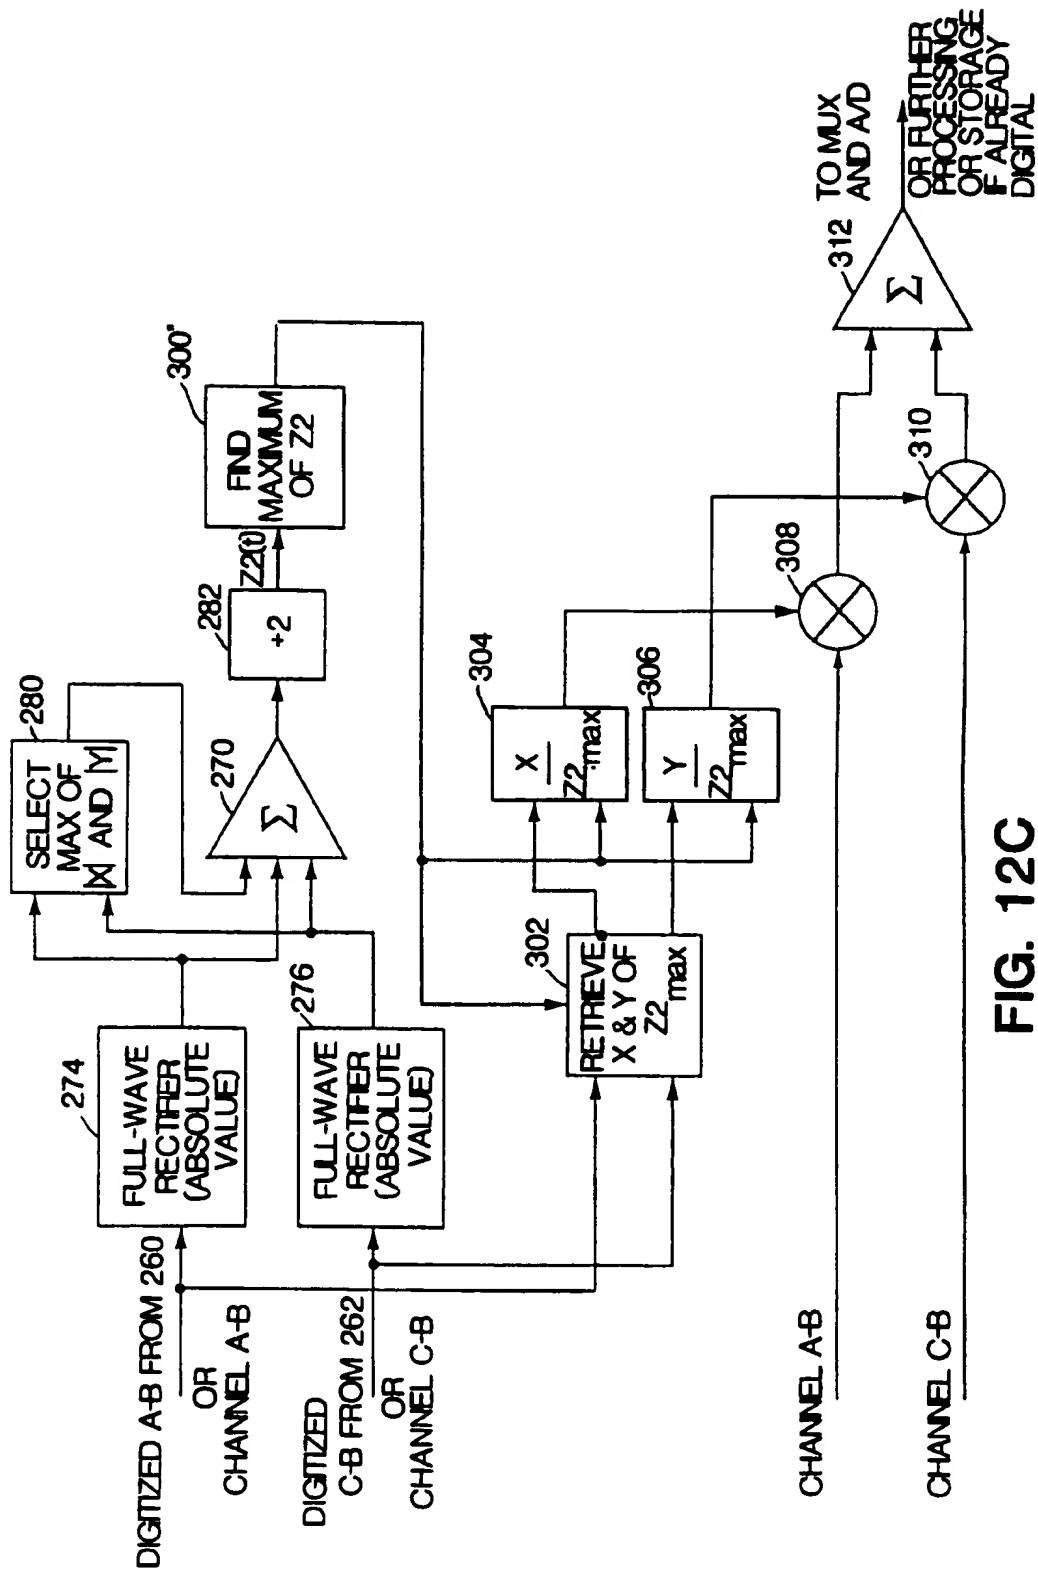 DIGITIZED A-B FROM 260
OR
CHANNEL A-B
274
FULL-WAVE
RECTIFIER
(ABSOLUTE
VALUE)
280
SELECT
MAX OF
|X| AND |Y|
270
Σ
282
÷2
Z2(t)
300"
FIND
MAXIMUM
OF Z2
DIGITIZED
C-B FROM 262
OR
CHANNEL C-B
276
FULL-WAVE
RECTIFIER
(ABSOLUTE
VALUE)
302
RETRIEVE
X & Y OF
Z2max
304
X
Z2max
306
Y
Z2max
308
310
312
Σ
TO MUX
AND A/D
OR FURTHER
PROCESSING
OR STORAGE
IF ALREADY
DIGITAL
CHANNEL A-B
CHANNEL C-B
FIG. 12C